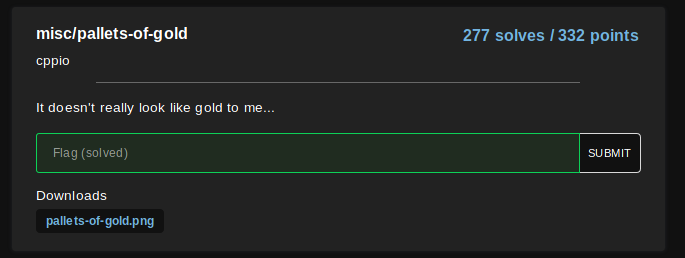 misc/pallets-of-gold
277 solves / 332 points
cppio
It doesn't really look like gold to me...
Flag (solved)
SUBMIT
Downloads
pallets-of-gold.png